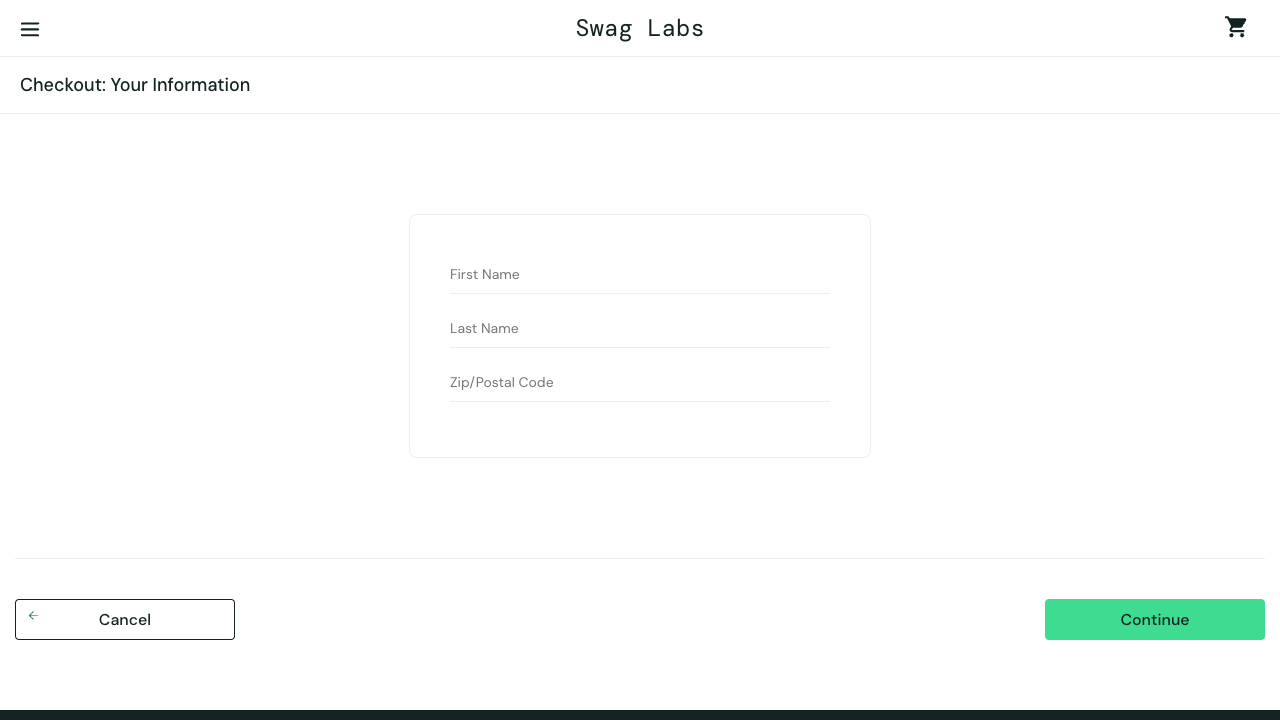 Swag Labs
Checkout: Your Information
First Name
Last Name
Zip/Postal Code
Cancel
Continue